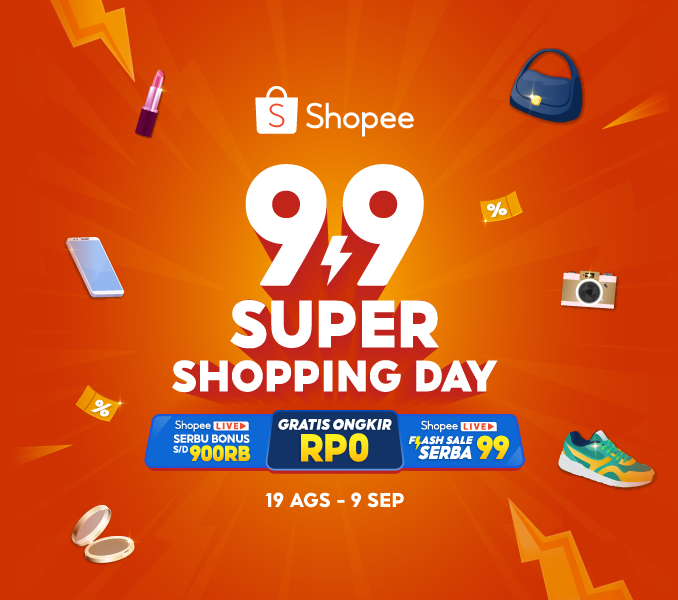 S Shopee
9 9
SUPER
SHOPPING DAY
Shopee LIVE
SERBU BONUS
S/D 900RB
GRATIS ONGKIR
RP0
Shopee LIVE
FLASH SALE
SERBA 99
19 AGS - 9 SEP
%
%